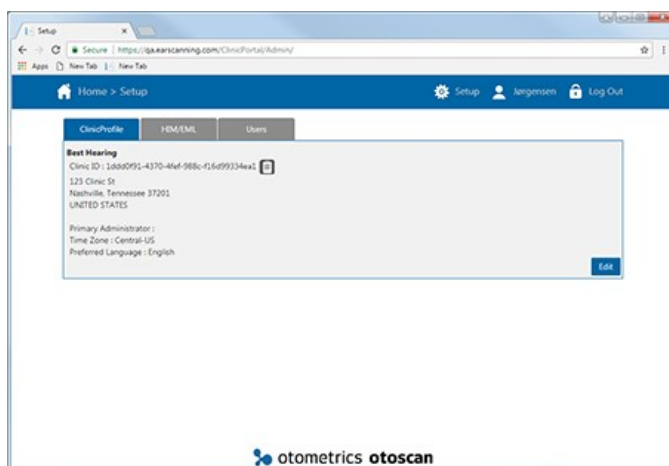 Setup
Secure | https://qa.earscanning.com/ClinicPortal/Admin/
Apps New Tab New Tab
Home > Setup Setup Jørgensen Log Out
ClinicProfile HIM/EML Users
Best Hearing
Clinic ID : 1ddd0f91-4370-4fef-988c-f16d99334ea1
123 Clinic St
Nashville, Tennessee 37201
UNITED STATES
Primary Administrator :
Time Zone : Central-US
Preferred Language : English
Edit
otometrics otoscan